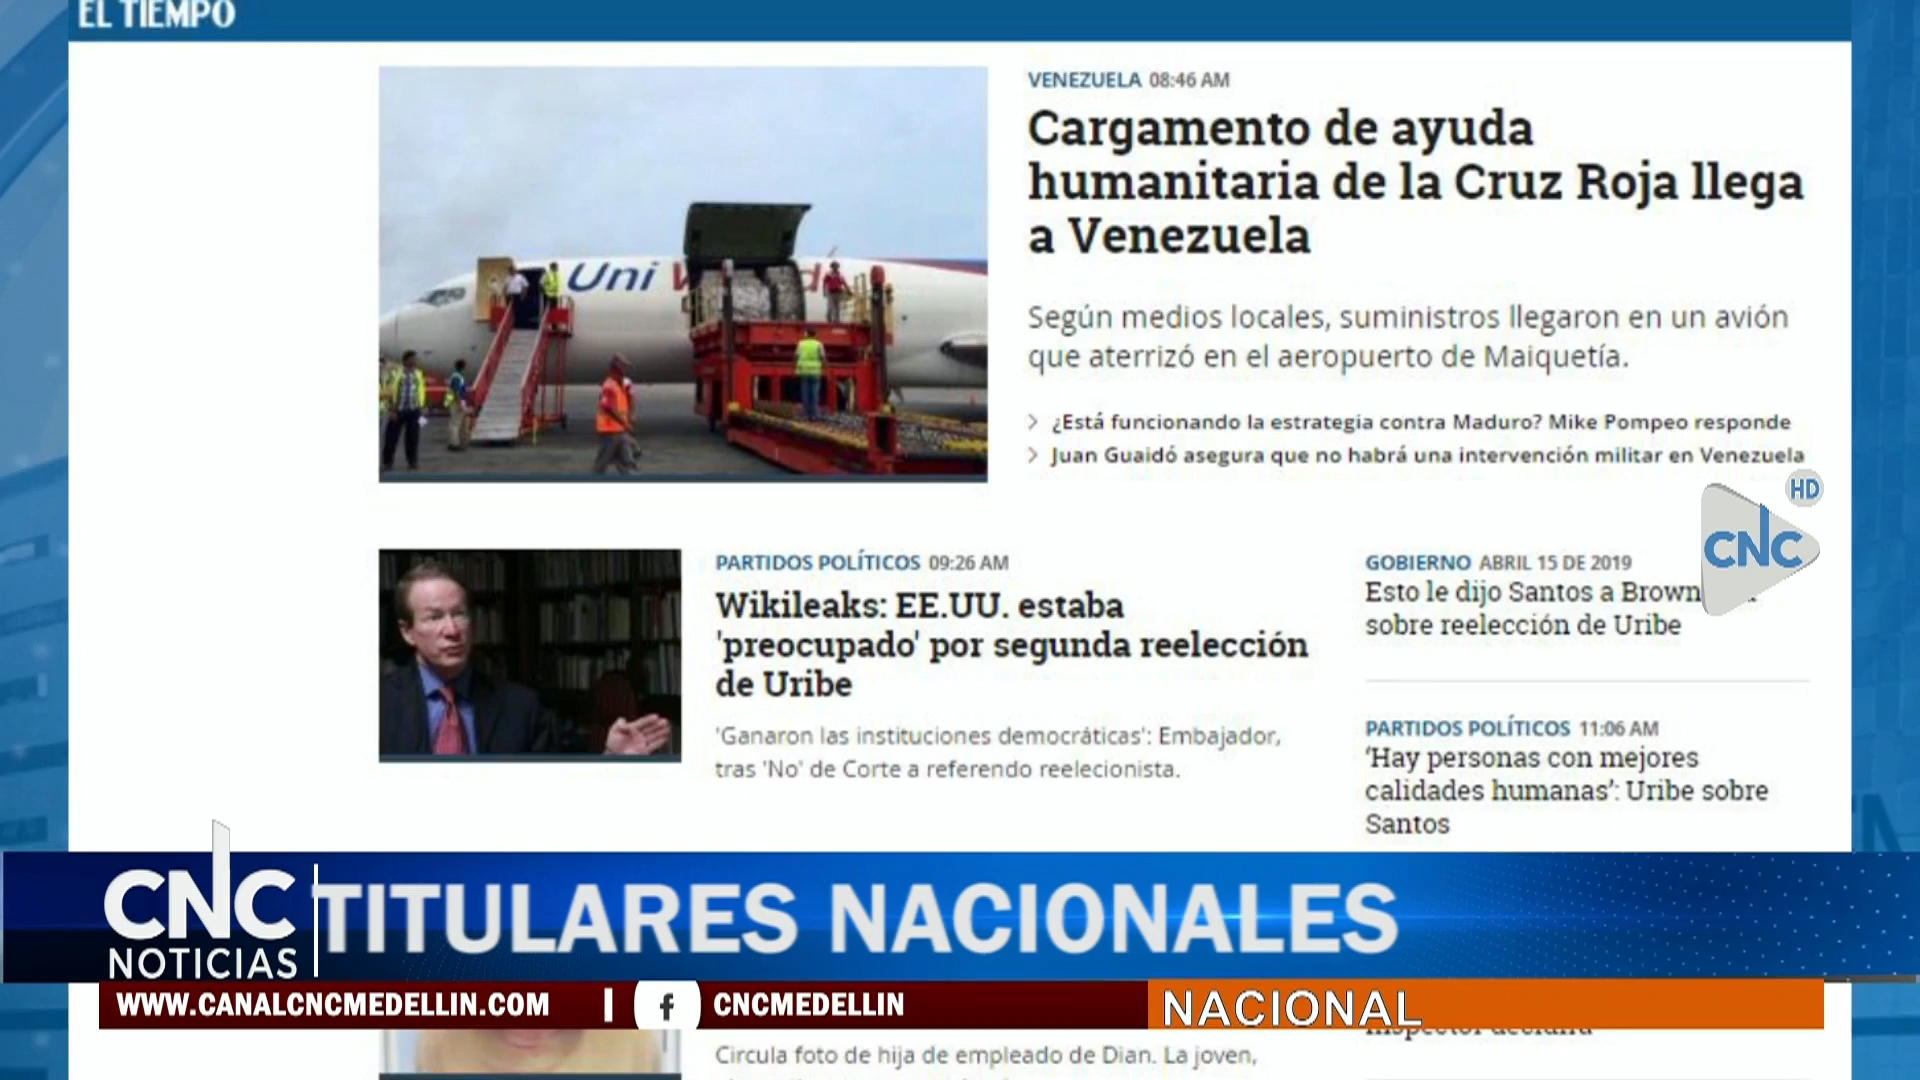 EL TIEMPO
VENEZUELA 08:46 AM
Cargamento de ayuda
humanitaria de la Cruz Roja llega
a Venezuela
Según medios locales, suministros llegaron en un avión
que aterrizó en el aeropuerto de Maiquetía.
¿Está funcionando la estrategia contra Maduro? Mike Pompeo responde
Juan Guaidó asegura que no habrá una intervención militar en Venezuela
Uni
HD
CNC
PARTIDOS POLÍTICOS 09:26 AM
Wikileaks: EE.UU. estaba
'preocupado' por segunda reelección
de Uribe
'Ganaron las instituciones democráticas': Embajador,
tras 'No' de Corte a referendo reelecionista.
GOBIERNO ABRIL 15 DE 2019
Esto le dijo Santos a Brown
sobre reelección de Uribe
PARTIDOS POLÍTICOS 11:06 AM
‘Hay personas con mejores
calidades humanas’: Uribe sobre
Santos
CNC
NOTICIAS
TITULARES NACIONALES
WWW.CANALCNCMEDELLIN.COM | f CNCMEDELLIN
NACIONAL
Circula foto de hija de empleado de Dian. La joven,